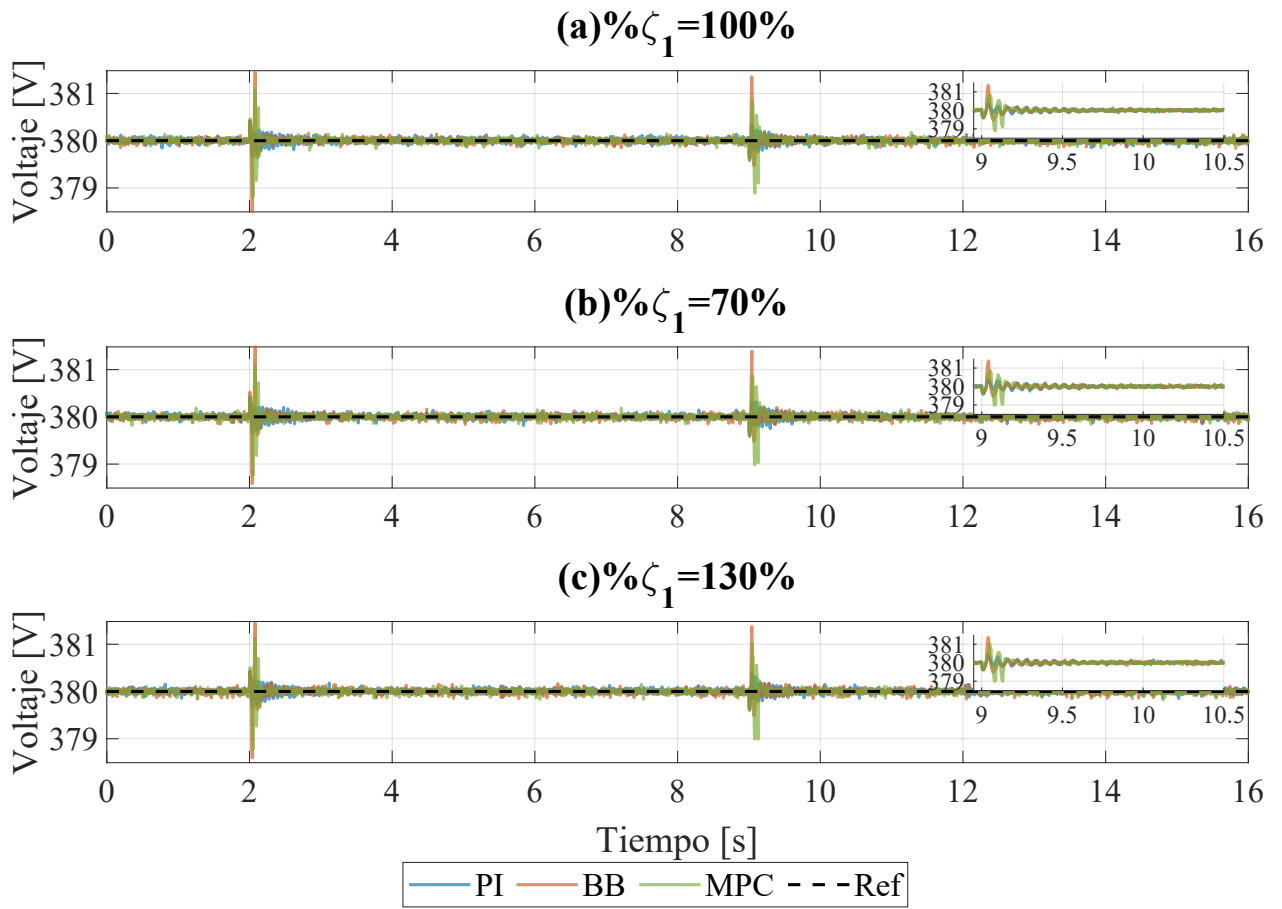 (a)%ζ1=100%
Voltaje [V]
381
380
379
0 2 4 6 8 10 12 14 16
381
380
379
9 9.5 10 10.5
(b)%ζ1=70%
Voltaje [V]
381
380
379
0 2 4 6 8 10 12 14 16
381
380
379
9 9.5 10 10.5
(c)%ζ1=130%
Voltaje [V]
381
380
379
0 2 4 6 8 10 12 14 16
381
380
379
9 9.5 10 10.5
Tiempo [s]
PI BB MPC Ref